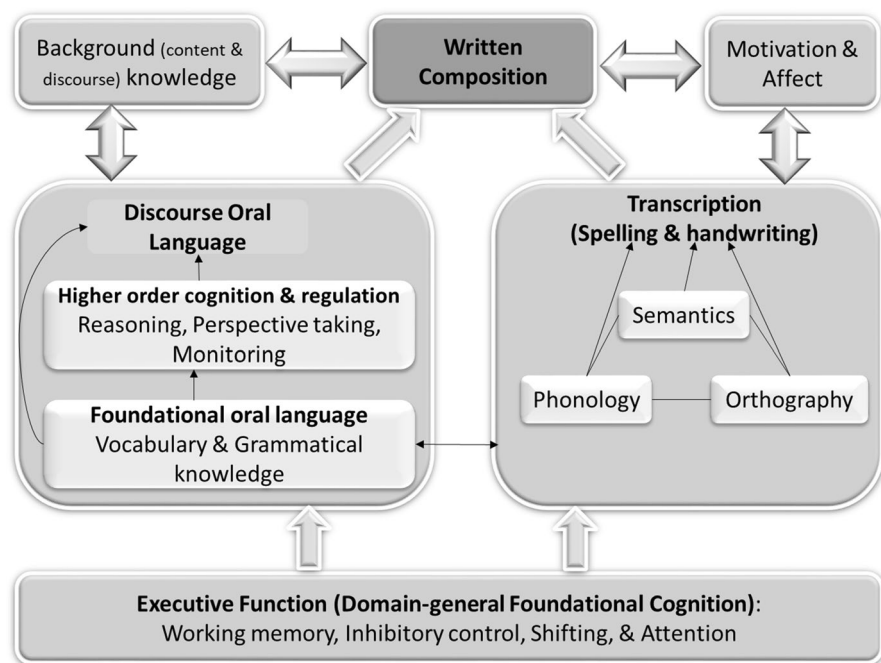 Background (content &
discourse) knowledge
Written
Composition
Motivation &
Affect
Discourse Oral
Language
Higher order cognition & regulation
Reasoning, Perspective taking,
Monitoring
Foundational oral language
Vocabulary & Grammatical
knowledge
Transcription
(Spelling & handwriting)
Semantics
Phonology
Orthography
Executive Function (Domain-general Foundational Cognition):
Working memory, Inhibitory control, Shifting, & Attention